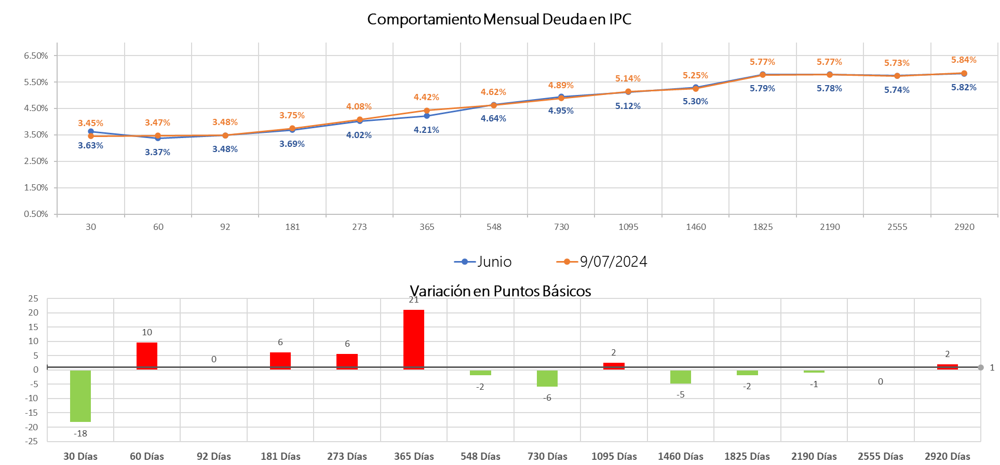 Comportamiento Mensual Deuda en IPC
6.50%
5.50%
4.50%
3.50%
2.50%
1.50%
0.50%
3.45% 3.47% 3.48% 3.75% 4.08% 4.42% 4.62% 4.89% 5.14% 5.25% 5.77% 5.77% 5.73% 5.84%
3.63% 3.37% 3.48% 3.69% 4.02% 4.21% 4.64% 4.95% 5.12% 5.30% 5.79% 5.78% 5.74% 5.82%
30 60 92 181 273 365 548 730 1095 1460 1825 2190 2555 2920
Junio 9/07/2024
Variación en Puntos Básicos
25
20
15
10
5
0
-5
-10
-15
-20
-25
-18 10 0 6 6 21 -2 -6 2 -5 -2 -1 0 2
1
30 Días 60 Días 92 Días 181 Días 273 Días 365 Días 548 Días 730 Días 1095 Días 1460 Días 1825 Días 2190 Días 2555 Días 2920 Días